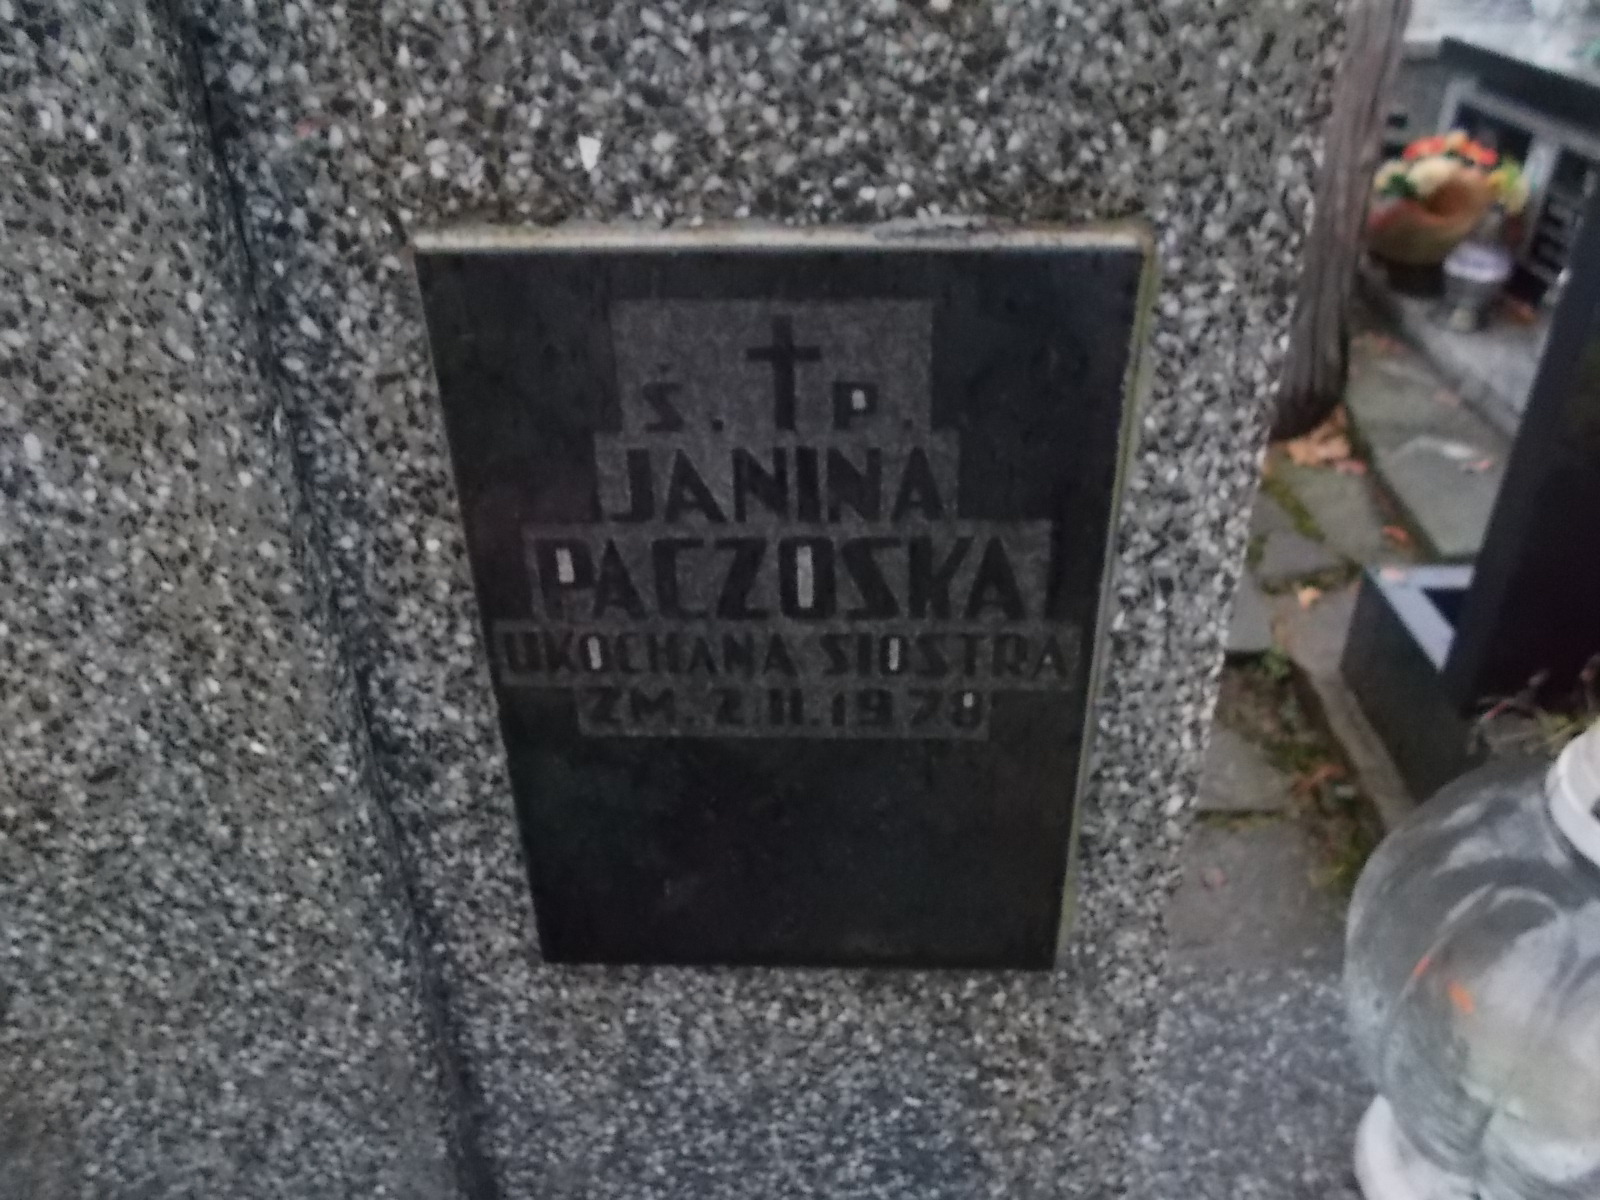 Ś. P.
JANINA
PACZOSKA
UKOCHANA SIOSTRA
ZM. 2.II.1978